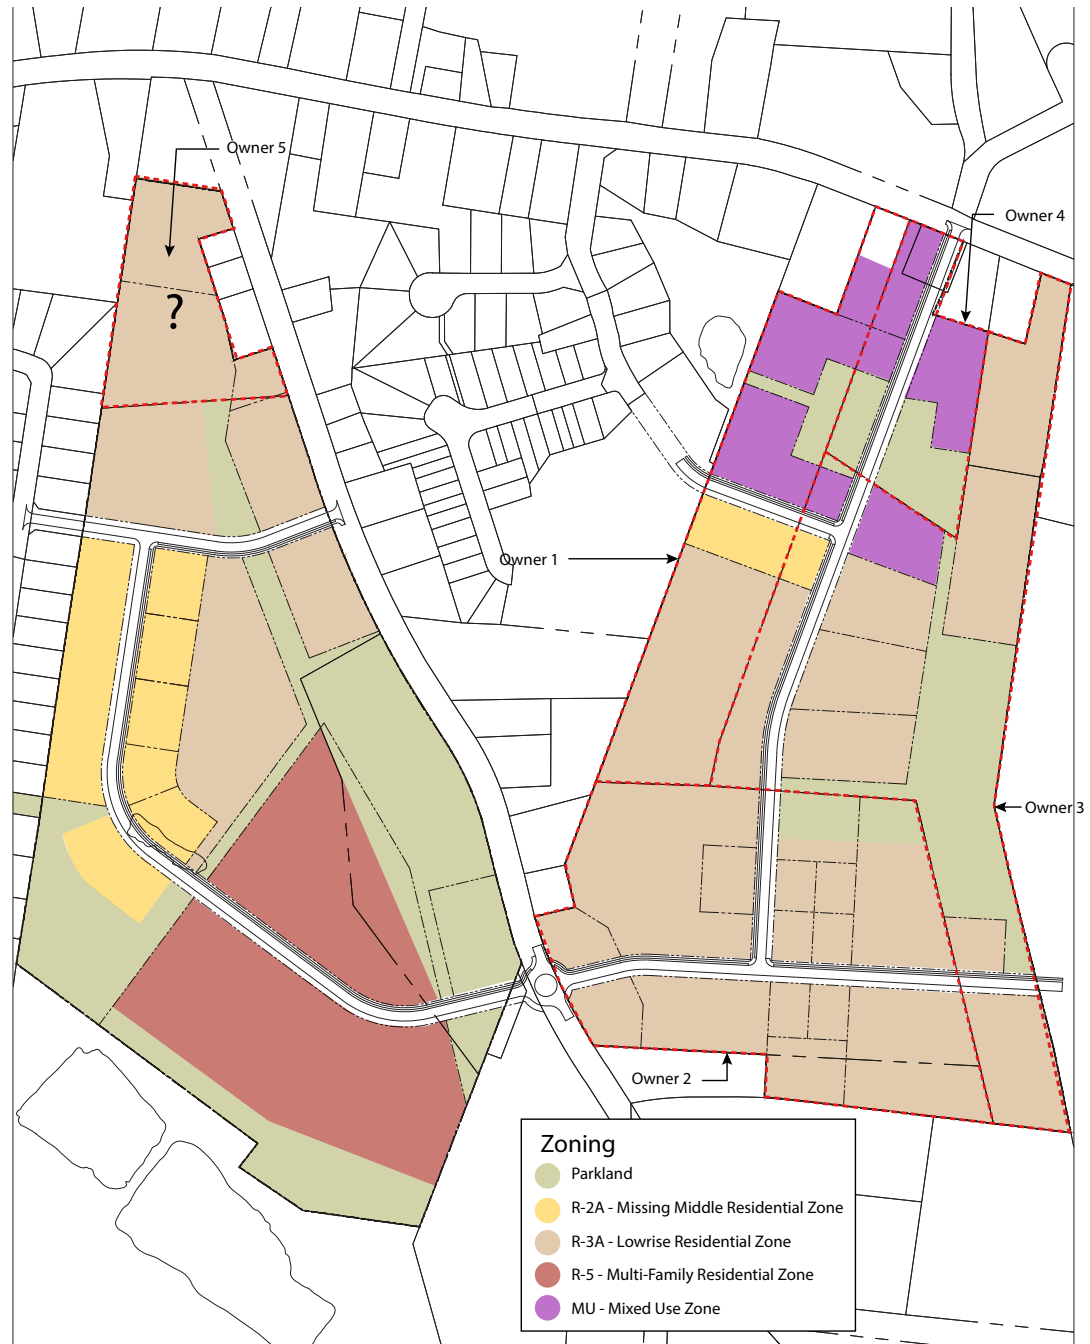 Owner 5
Owner 4
?
Owner 1
Owner 3
Owner 2
Zoning
Parkland
R-2A - Missing Middle Residential Zone
R-3A - Lowrise Residential Zone
R-5 - Multi-Family Residential Zone
MU - Mixed Use Zone